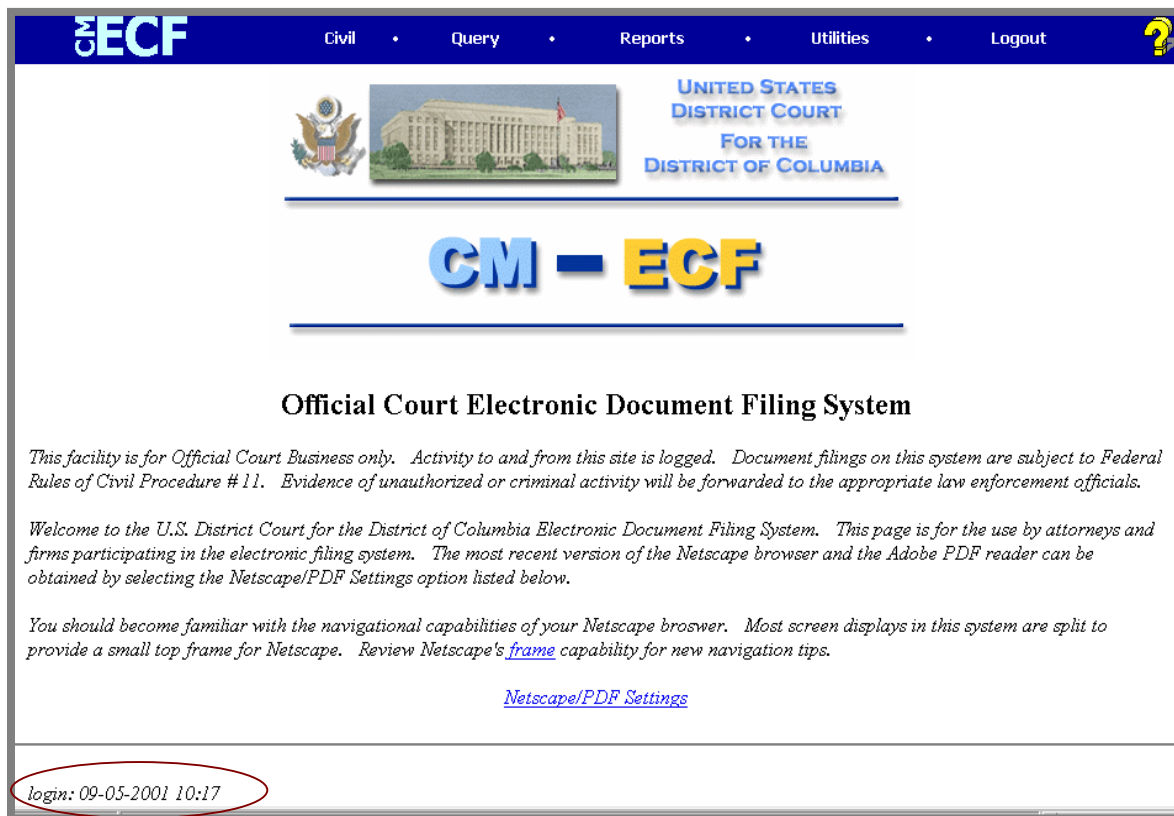 CM ECF Civil • Query • Reports • Utilities • Logout ?
UNITED STATES
DISTRICT COURT
FOR THE
DISTRICT OF COLUMBIA
CM – ECF
Official Court Electronic Document Filing System
This facility is for Official Court Business only. Activity to and from this site is logged. Document filings on this system are subject to Federal
Rules of Civil Procedure # 11. Evidence of unauthorized or criminal activity will be forwarded to the appropriate law enforcement officials.
Welcome to the U.S. District Court for the District of Columbia Electronic Document Filing System. This page is for the use by attorneys and
firms participating in the electronic filing system. The most recent version of the Netscape browser and the Adobe PDF reader can be
obtained by selecting the Netscape/PDF Settings option listed below.
You should become familiar with the navigational capabilities of your Netscape broswer. Most screen displays in this system are split to
provide a small top frame for Netscape. Review Netscape's frame capability for new navigation tips.
Netscape/PDF Settings
login: 09-05-2001 10:17